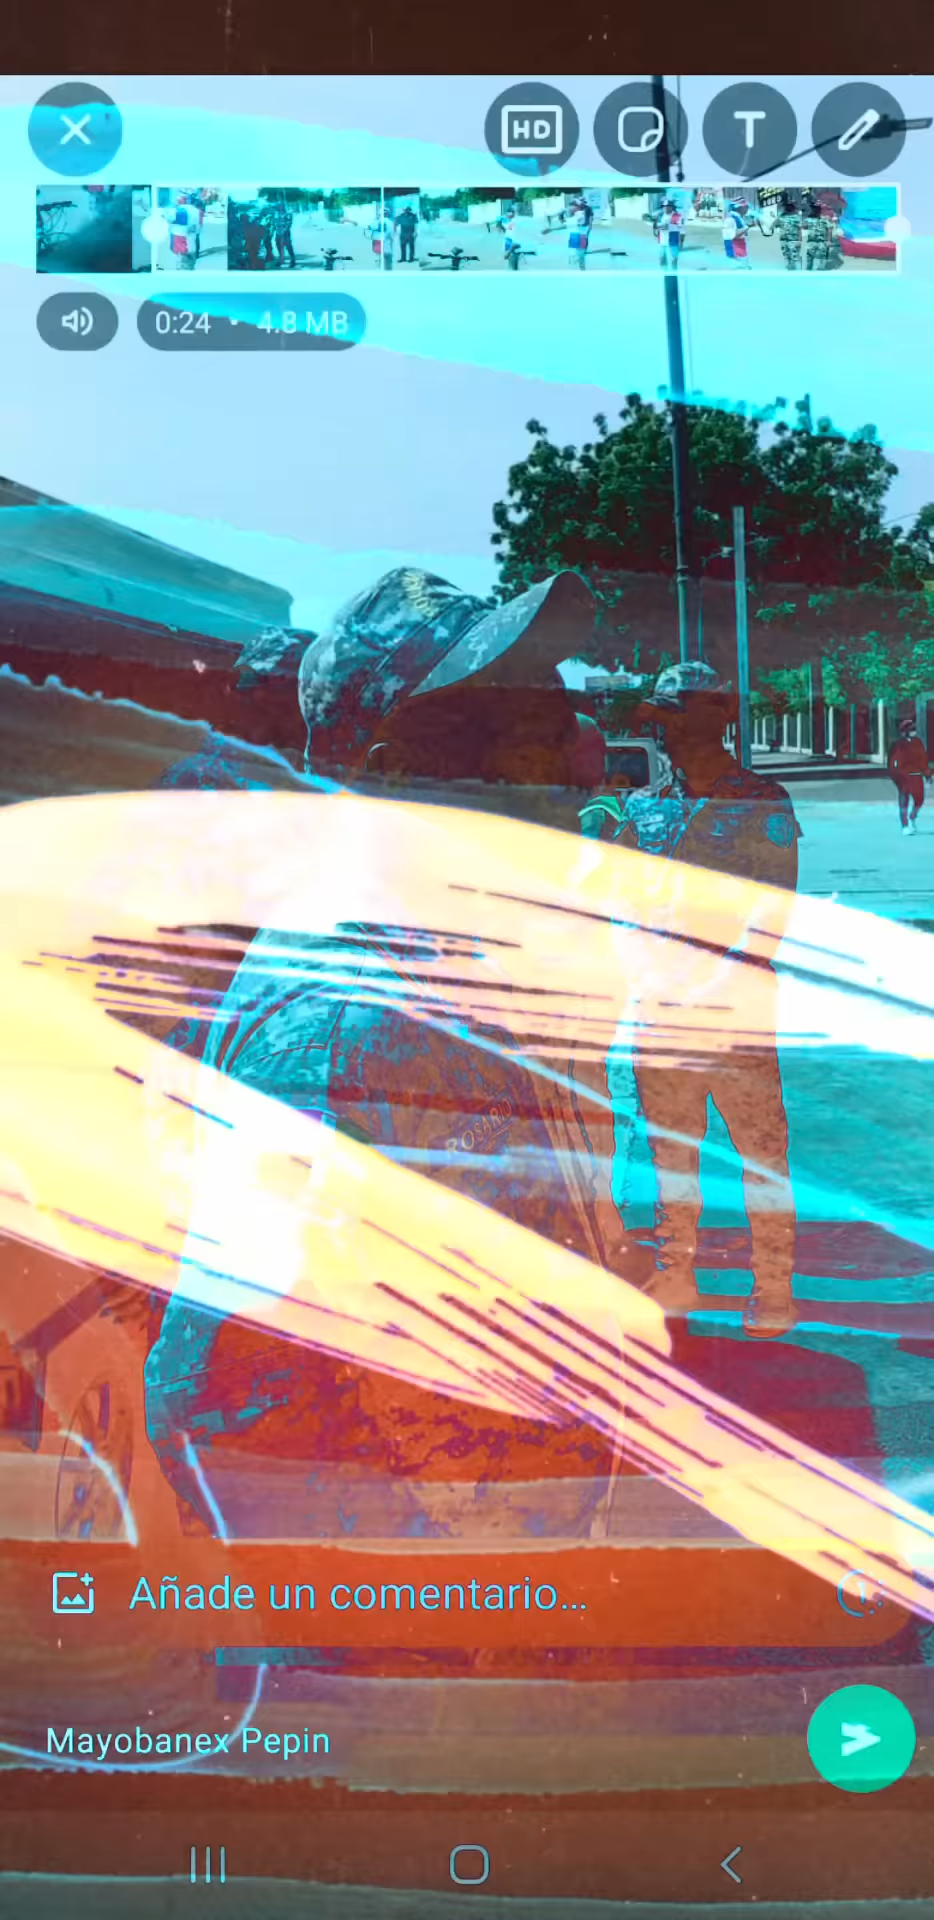 HD
T
0:24 • 4.8 MB
ROSARIO
Añade un comentario...
Mayobanex Pepin